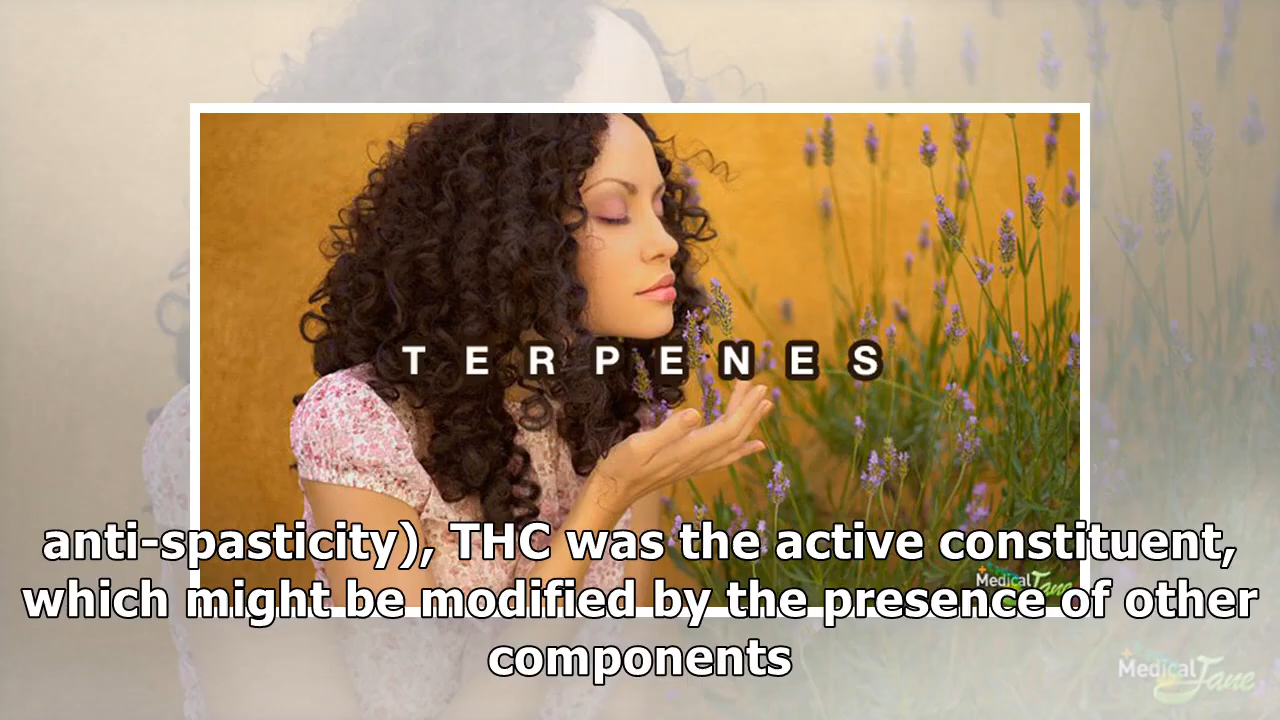 TERPENES
anti-spasticity), THC was the active constituent,
which might be modified by the presence of other
components
Medical Jane
Medical Jane